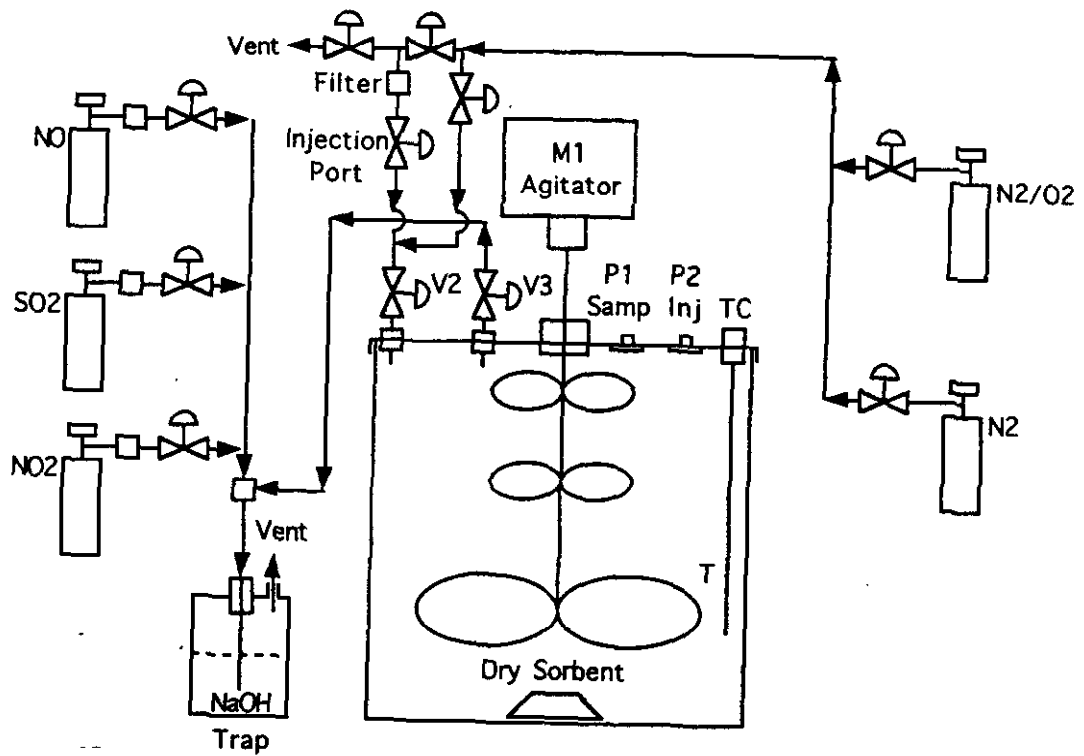 Vent
Filter
NO
Injection
Port
M1
Agitator
N2/O2
SO2
V2
V3
P1
Samp
P2
Inj
TC
NO2
N2
Vent
T
Dry Sorbent
NaOH
Trap